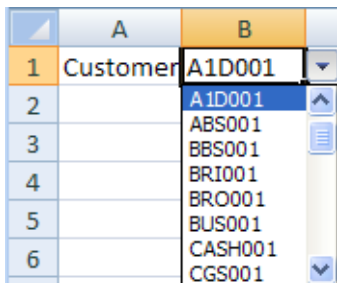 A B
1 Customer A1D001
2 A1D001
ABS001
3 BBS001
4 BRI001
BRO001
5 BUS001
6 CASH001
CGS001